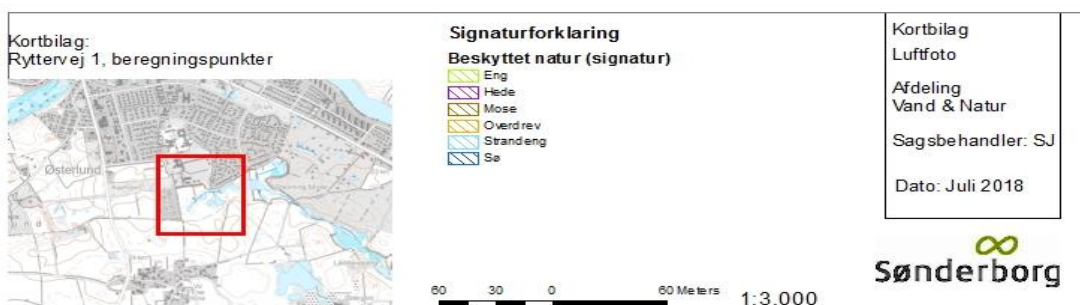 Kortbilag:
Ryttervej 1, beregningspunkter
Østerlund
Signaturforklaring
Beskyttet natur (signatur)
Eng
Hede
Mose
Overdrev
Strandeng
Sø
60 30 0 60 Meters
1:3.000
Kortbilag
Luftfoto
Afdeling
Vand & Natur
Sagsbehandler: SJ
Dato: Juli 2018
Sønderborg